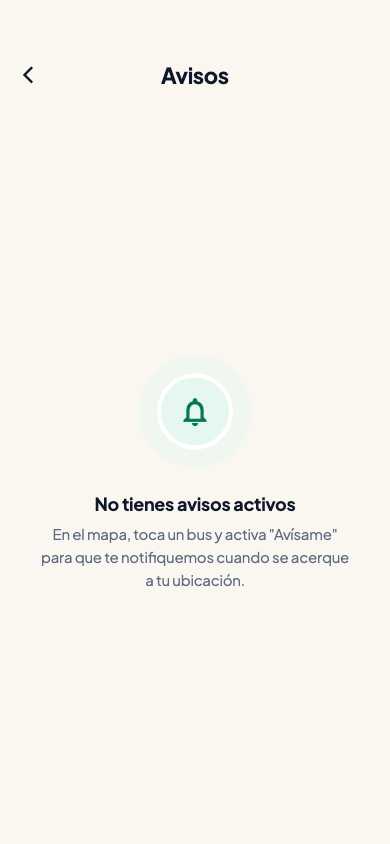 Avisos
No tienes avisos activos
En el mapa, toca un bus y activa "Avísame"
para que te notifiquemos cuando se acerque
a tu ubicación.